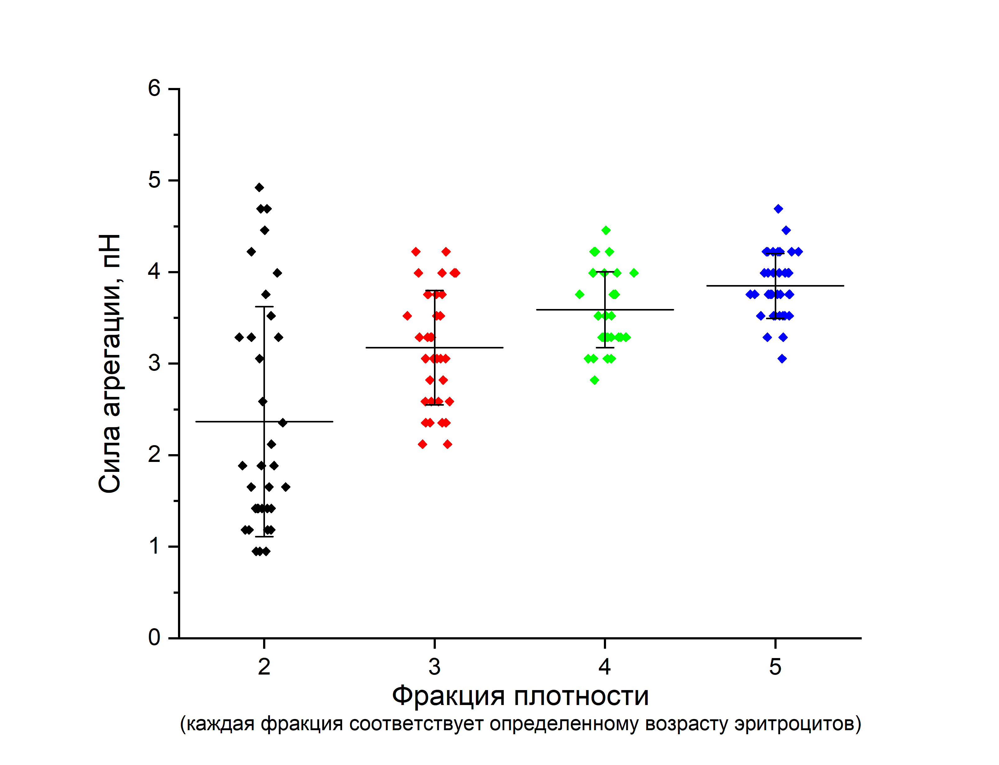 Сила агрегации, пН
6
5
4
3
2
1
0
2 3 4 5
Фракция плотности
(каждая фракция соответствует определенному возрасту эритроцитов)